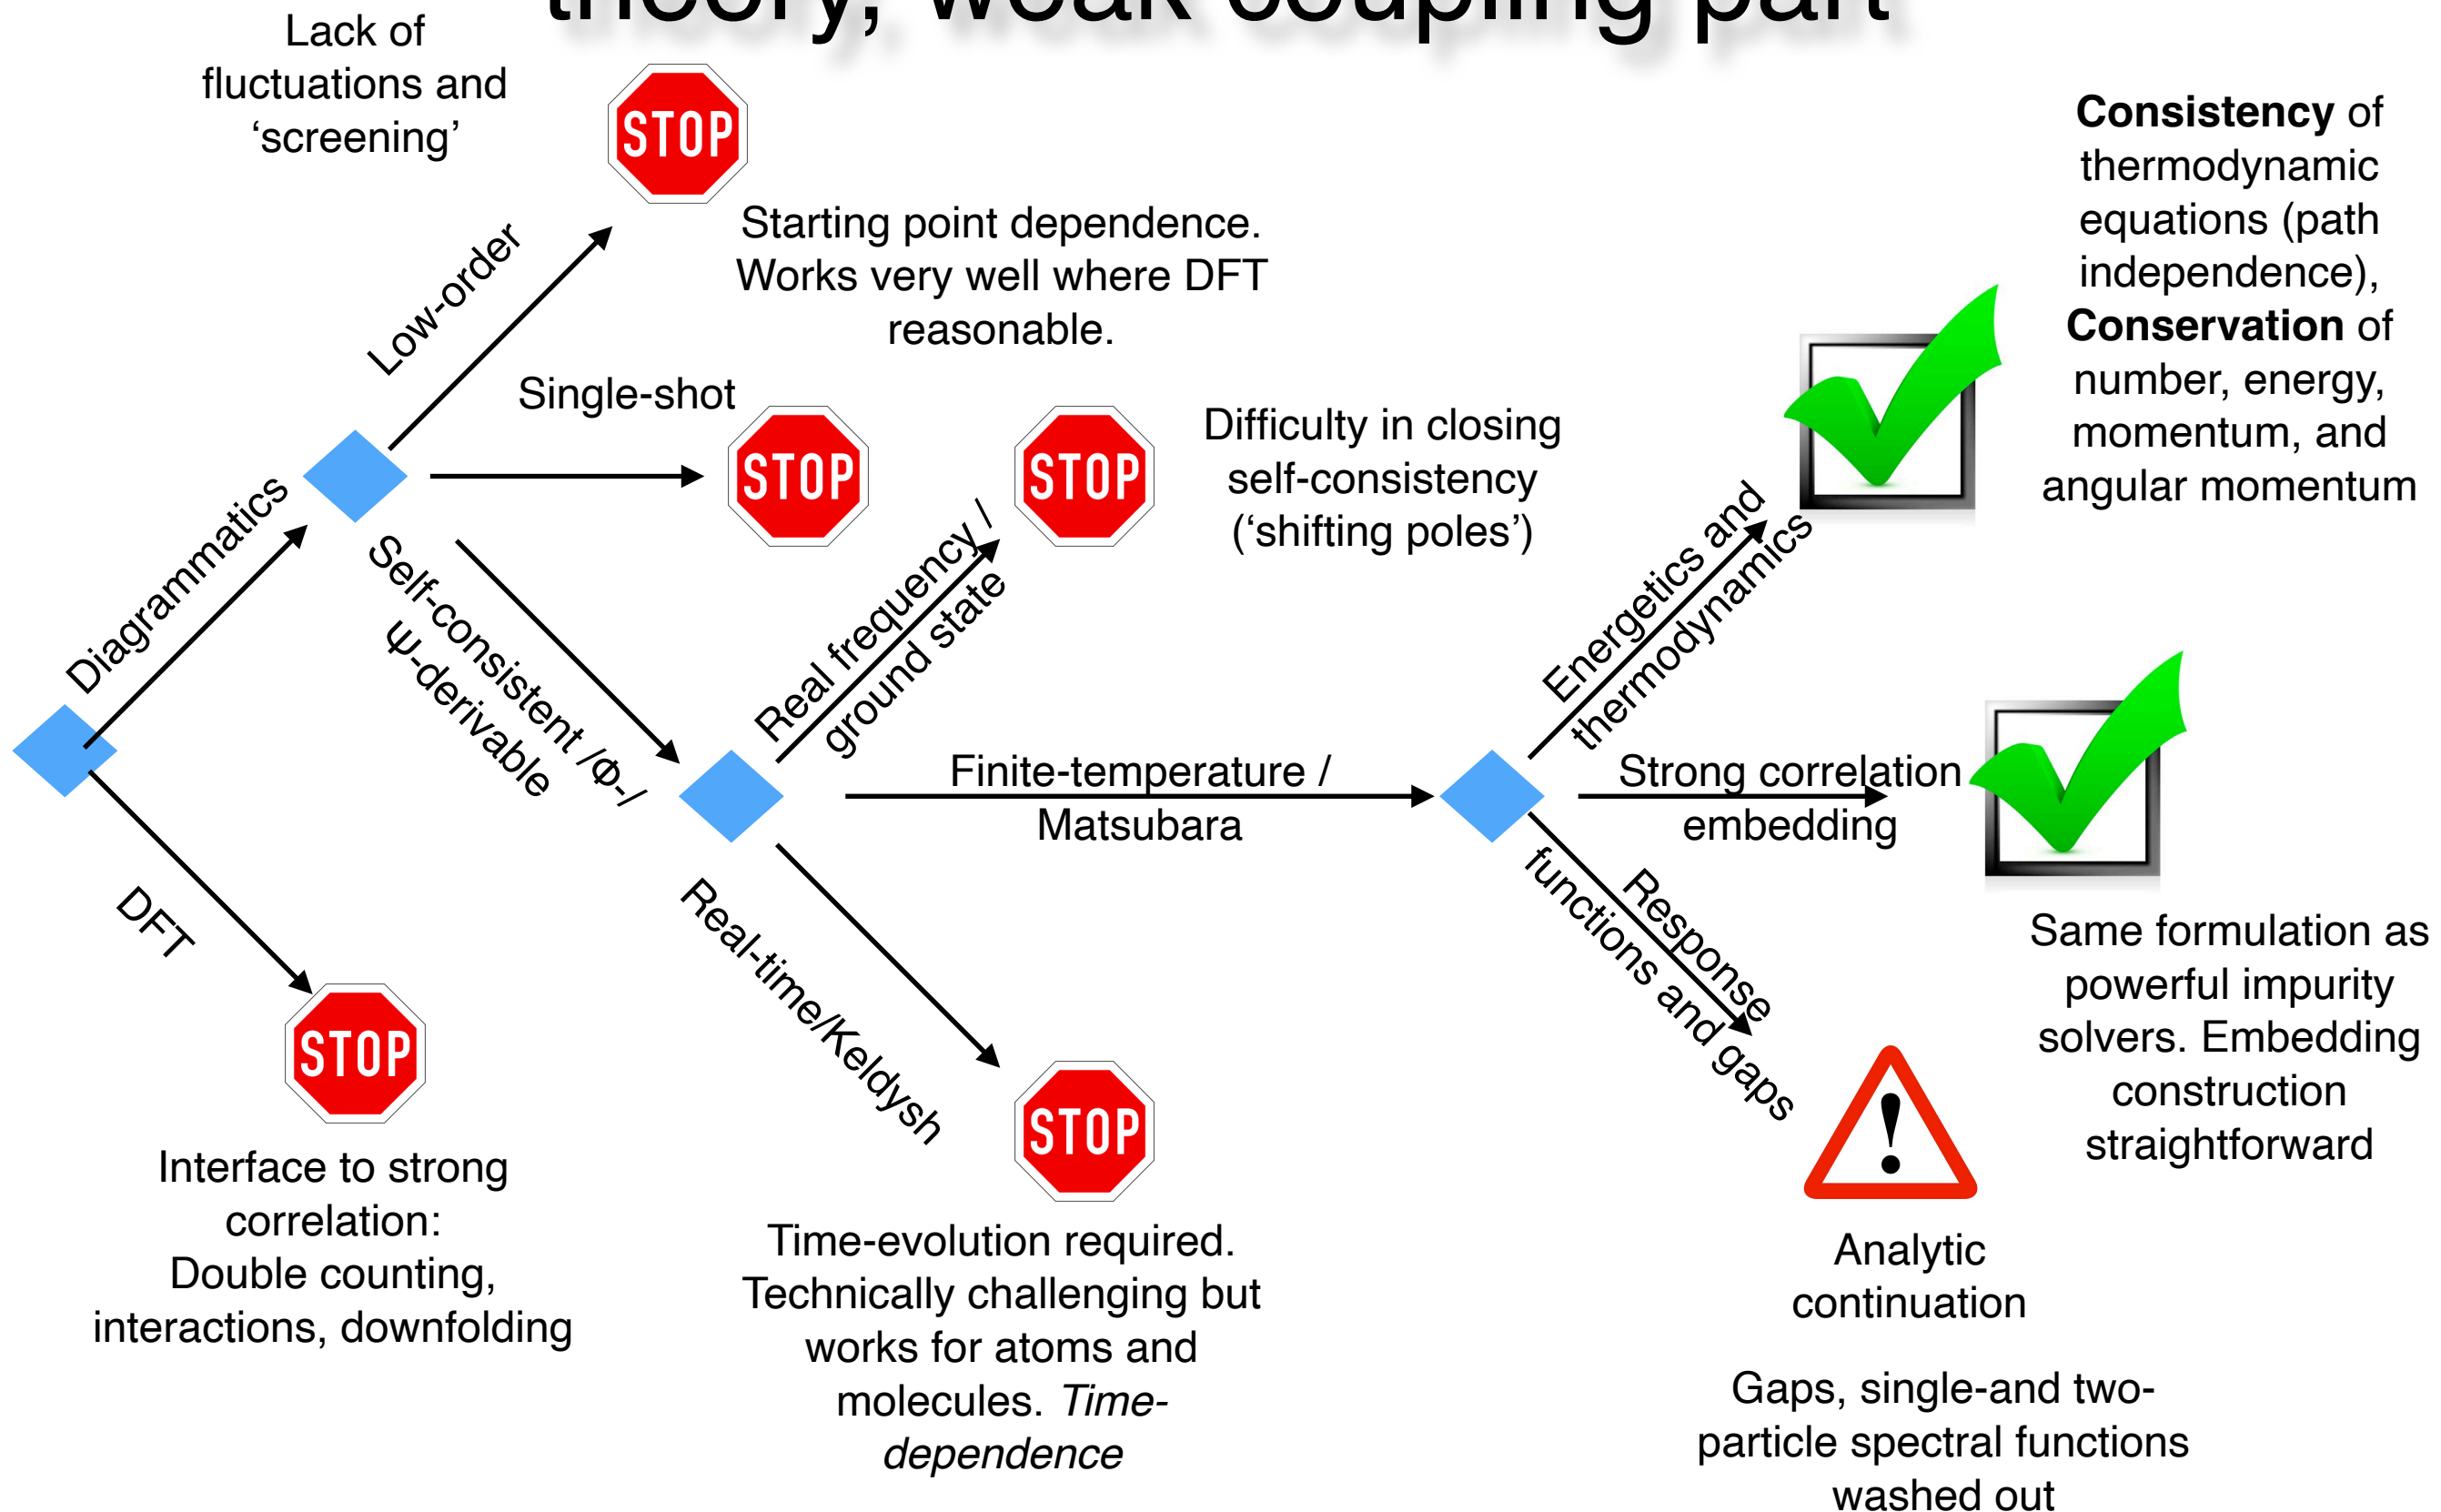 theory, weak coupling part
Lack of
fluctuations and
‘screening’
STOP
Low-order
Starting point dependence.
Works very well where DFT
reasonable.
Single-shot
STOP
STOP
Difficulty in closing
self-consistency
(‘shifting poles’)
Consistency of
thermodynamic
equations (path
independence),
Conservation of
number, energy,
momentum, and
angular momentum
Diagrammatics
Self-consistent /Φ-/
Ψ-derivable
Real frequency /
ground state
Energetics and
thermodynamics
Finite-temperature /
Matsubara
Strong correlation
embedding
DFT
STOP
Interface to strong
correlation:
Double counting,
interactions, downfolding
Real-time/Keldysh
STOP
Time-evolution required.
Technically challenging but
works for atoms and
molecules. Time-
dependence
Response
functions and gaps
!
Same formulation as
powerful impurity
solvers. Embedding
construction
straightforward
Analytic
continuation
Gaps, single-and two-
particle spectral functions
washed out